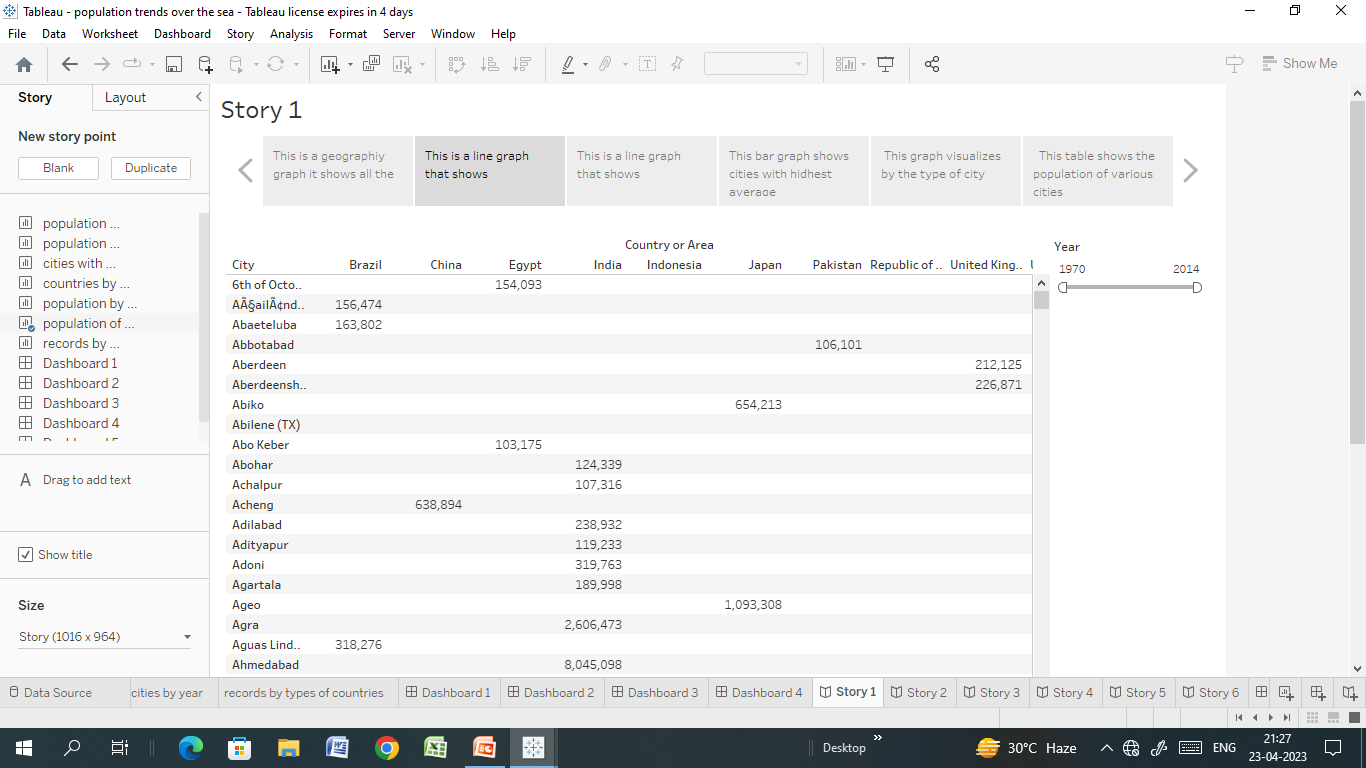 Tableau - population trends over the sea - Tableau license expires in 4 days
File Data Worksheet Dashboard Story Analysis Format Server Window Help
Show Me
Story Layout
New story point
Blank Duplicate
population ...
population ...
cities with ...
countries by ...
population by ...
population of ...
records by ...
Dashboard 1
Dashboard 2
Dashboard 3
Dashboard 4
A Drag to add text
Show title
Size
Story (1016 x 964)
Story 1
This is a geographiy
graph it shows all the
This is a line graph
that shows
This is a line graph
that shows
This bar graph shows
cities with hidhest
average
This graph visualizes
by the type of city
This table shows the
population of various
cities
Country or Area
City Brazil China Egypt India Indonesia Japan Pakistan Republic of .. United King..
6th of Octo.. 154,093
AÃ§ailÃ¢nd.. 156,474
Abaeteluba 163,802
Abbotabad 106,101
Aberdeen 212,125
Aberdeensh.. 226,871
Abiko 654,213
Abilene (TX)
Abo Keber 103,175
Abohar 124,339
Achalpur 107,316
Acheng 638,894
Adilabad 238,932
Adityapur 119,233
Adoni 319,763
Agartala 189,998
Ageo 1,093,308
Agra 2,606,473
Aguas Lind.. 318,276
Ahmedabad 8,045,098
Year
1970 2014
Data Source cities by year records by types of countries Dashboard 1 Dashboard 2 Dashboard 3 Dashboard 4 Story 1 Story 2 Story 3 Story 4 Story 5 Story 6
Desktop 30°C Haze ENG 21:27
23-04-2023